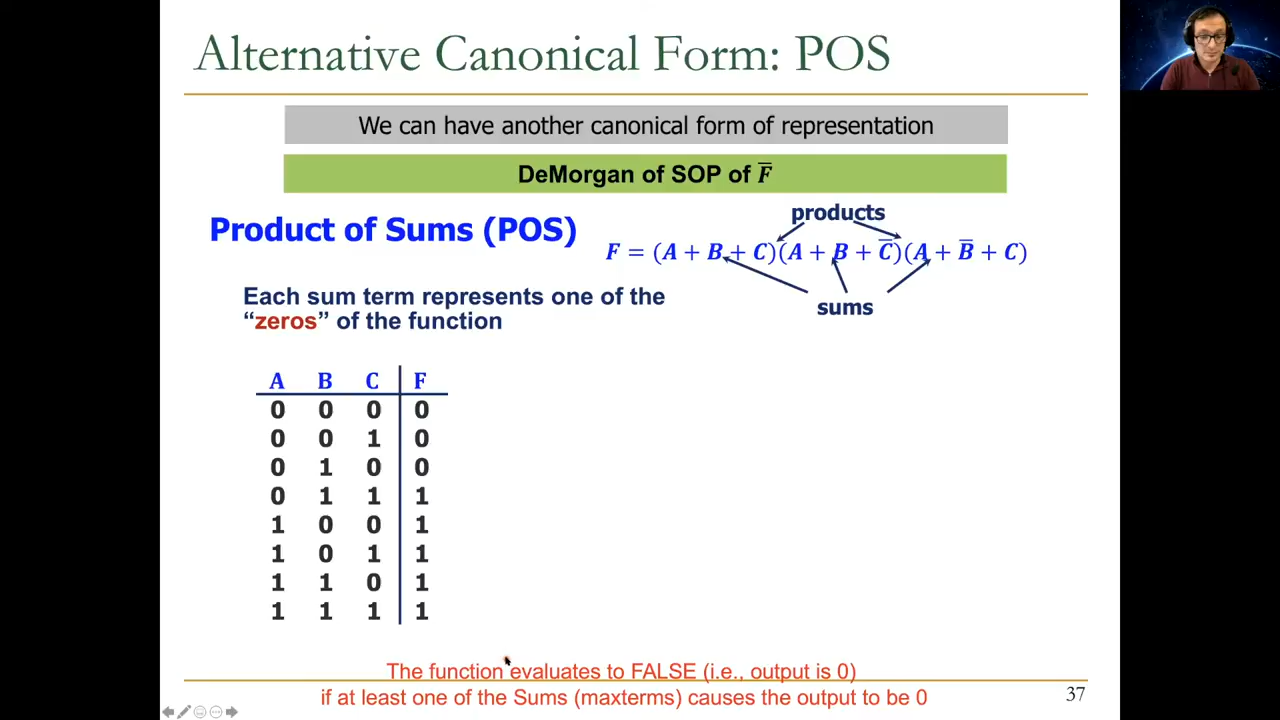 Alternative Canonical Form: POS
We can have another canonical form of representation
DeMorgan of SOP of F̅
Product of Sums (POS)
products
F = (A + B + C)(A + B + C̅)(A + B̅ + C)
sums
Each sum term represents one of the
“zeros” of the function
A B C F
0 0 0 0
0 0 1 0
0 1 0 0
0 1 1 1
1 0 0 1
1 0 1 1
1 1 0 1
1 1 1 1
The function evaluates to FALSE (i.e., output is 0)
if at least one of the Sums (maxterms) causes the output to be 0
37